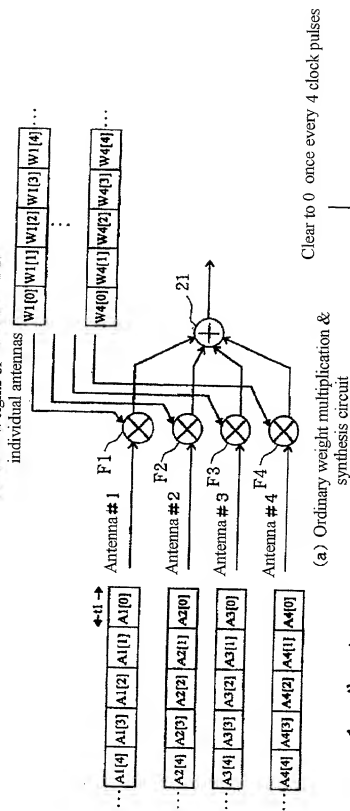 individual antennas
W1[0] W1[1] W1[2] W1[3] W1[4] ...
W4[0] W4[1] W4[2] W4[3] W4[4] ...
t1
... A1[4] A1[3] A1[2] A1[1] A1[0]
Antenna #1
F1
... A2[4] A2[3] A2[2] A2[1] A2[0]
Antenna #2
F2
21
... A3[4] A3[3] A3[2] A3[1] A3[0]
Antenna #3
F3
... A4[4] A4[3] A4[2] A4[1] A4[0]
Antenna #4
F4
(a) Ordinary weight multiplication &
synthesis circuit
Clear to 0 once every 4 clock pulses